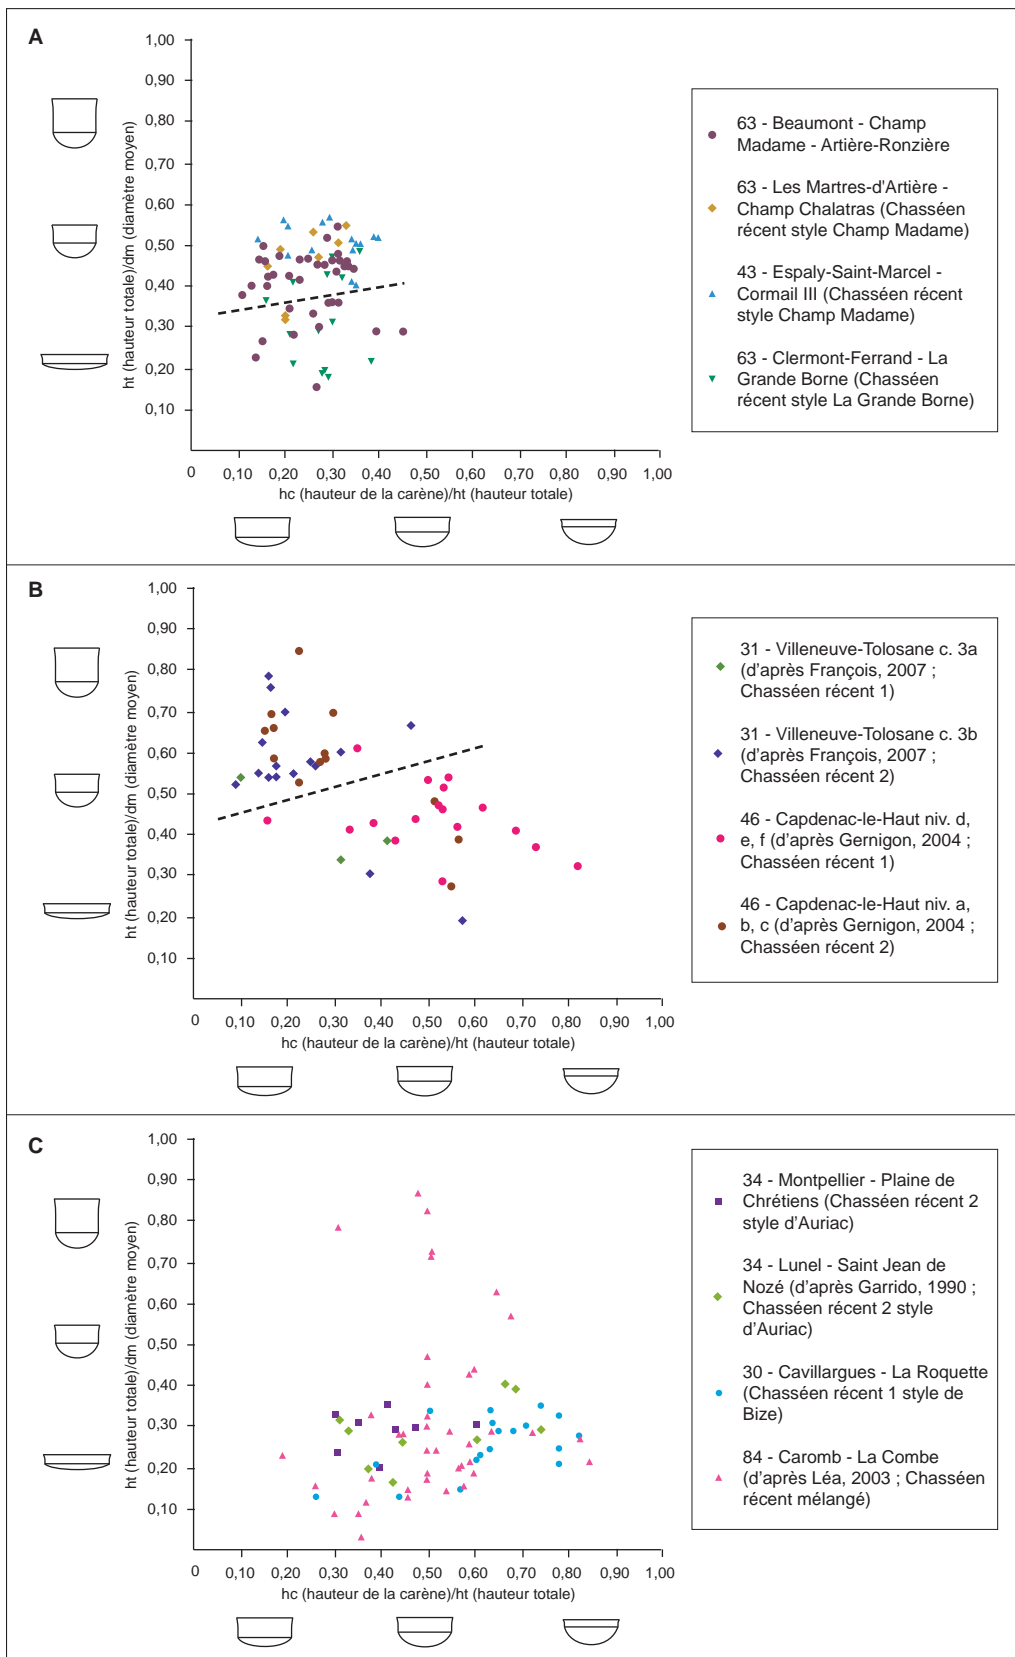 A
1,00
0,90
0,80
0,70
0,60
0,50
0,40
0,30
0,20
0,10
ht (hauteur totale)/dm (diamètre moyen)
0 0,10 0,20 0,30 0,40 0,50 0,60 0,70 0,80 0,90 1,00
hc (hauteur de la carène)/ht (hauteur totale)
63 - Beaumont - Champ
Madame - Artière-Ronzière
63 - Les Martres-d'Artière -
Champ Chalatras (Chasséen
récent style Champ Madame)
43 - Espaly-Saint-Marcel -
Cormail III (Chasséen récent
style Champ Madame)
63 - Clermont-Ferrand - La
Grande Borne (Chasséen
récent style La Grande Borne)
B
1,00
0,90
0,80
0,70
0,60
0,50
0,40
0,30
0,20
0,10
ht (hauteur totale)/dm (diamètre moyen)
0 0,10 0,20 0,30 0,40 0,50 0,60 0,70 0,80 0,90 1,00
hc (hauteur de la carène)/ht (hauteur totale)
31 - Villeneuve-Tolosane c. 3a
(d'après François, 2007 ;
Chasséen récent 1)
31 - Villeneuve-Tolosane c. 3b
(d'après François, 2007 ;
Chasséen récent 2)
46 - Capdenac-le-Haut niv. d,
e, f (d'après Gernigon, 2004 ;
Chasséen récent 1)
46 - Capdenac-le-Haut niv. a,
b, c (d'après Gernigon, 2004 ;
Chasséen récent 2)
C
1,00
0,90
0,80
0,70
0,60
0,50
0,40
0,30
0,20
0,10
ht (hauteur totale)/dm (diamètre moyen)
0 0,10 0,20 0,30 0,40 0,50 0,60 0,70 0,80 0,90 1,00
hc (hauteur de la carène)/ht (hauteur totale)
34 - Montpellier - Plaine de
Chrétiens (Chasséen récent 2
style d'Auriac)
34 - Lunel - Saint Jean de
Nozé (d'après Garrido, 1990 ;
Chasséen récent 2 style
d'Auriac)
30 - Cavillargues - La Roquette
(Chasséen récent 1 style de
Bize)
84 - Caromb - La Combe
(d'après Léa, 2003 ; Chasséen
récent mélangé)